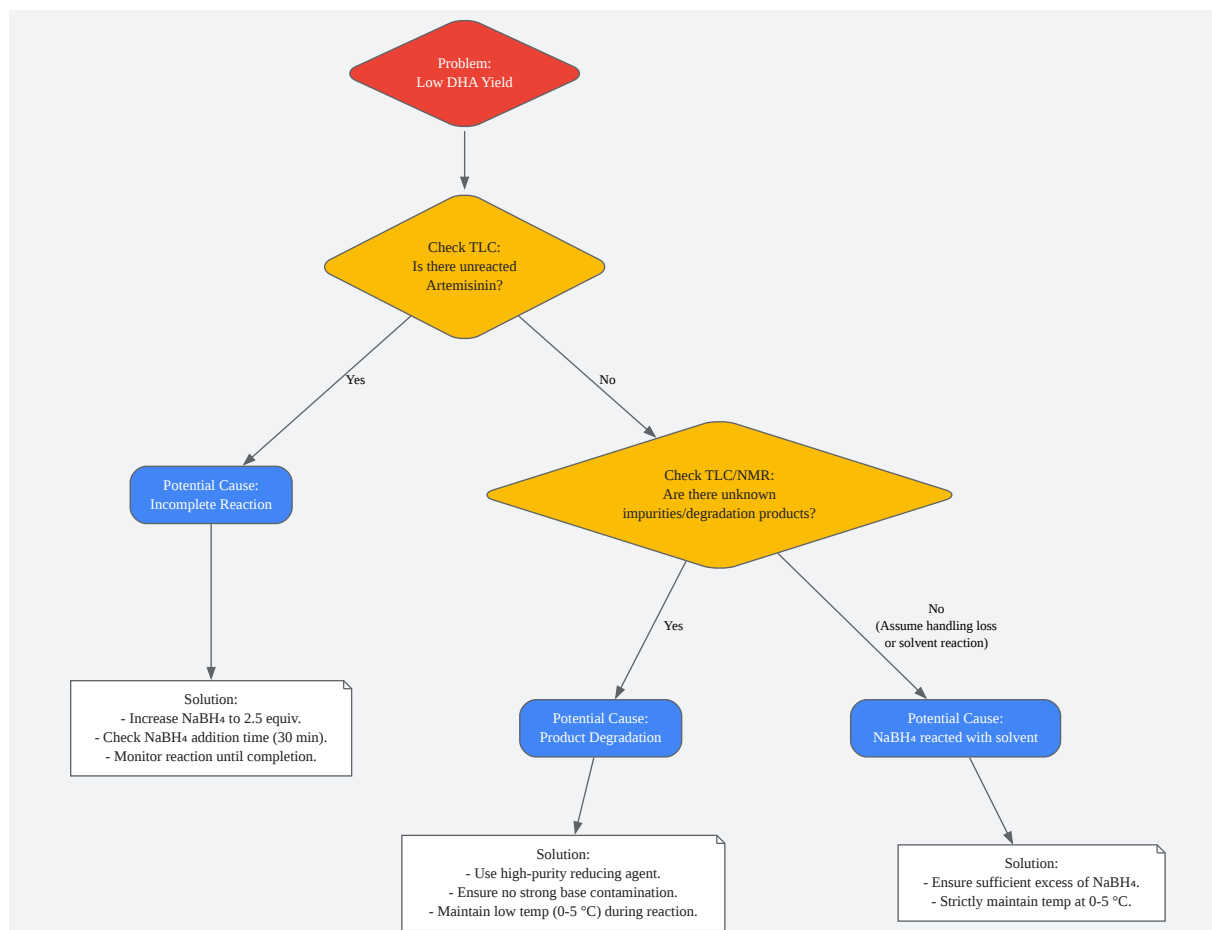 Problem:
Low DHA Yield
Check TLC:
Is there unreacted
Artemisinin?
Yes
No
Potential Cause:
Incomplete Reaction
Check TLC/NMR:
Are there unknown
impurities/degradation products?
Yes
No
(Assume handling loss
or solvent reaction)
Solution:
- Increase NaBH₄ to 2.5 equiv.
- Check NaBH₄ addition time (30 min).
- Monitor reaction until completion.
Potential Cause:
Product Degradation
Potential Cause:
NaBH₄ reacted with solvent
Solution:
- Use high-purity reducing agent.
- Ensure no strong base contamination.
- Maintain low temp (0-5 °C) during reaction.
Solution:
- Ensure sufficient excess of NaBH₄.
- Strictly maintain temp at 0-5 °C.